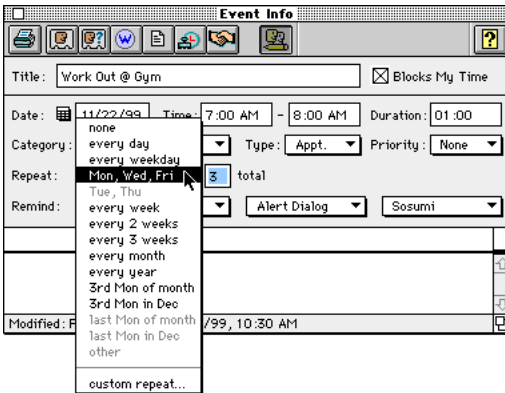 Event Info
?
W
?
Title: Work Out @ Gym
Blocks My Time
Date: 11/22/99 Time: 7:00 AM - 8:00 AM Duration: 01:00
Category:
Type: Appt. Priority: None
Repeat:
3 total
Remind:
Alert Dialog Sosumi
none
every day
every weekday
Mon, Wed, Fri
Tue, Thu
every week
every 2 weeks
every 3 weeks
every month
every year
3rd Mon of month
3rd Mon in Dec
last Mon of month
last Mon in Dec
other
custom repeat...
Modified: F
/99, 10:30 AM